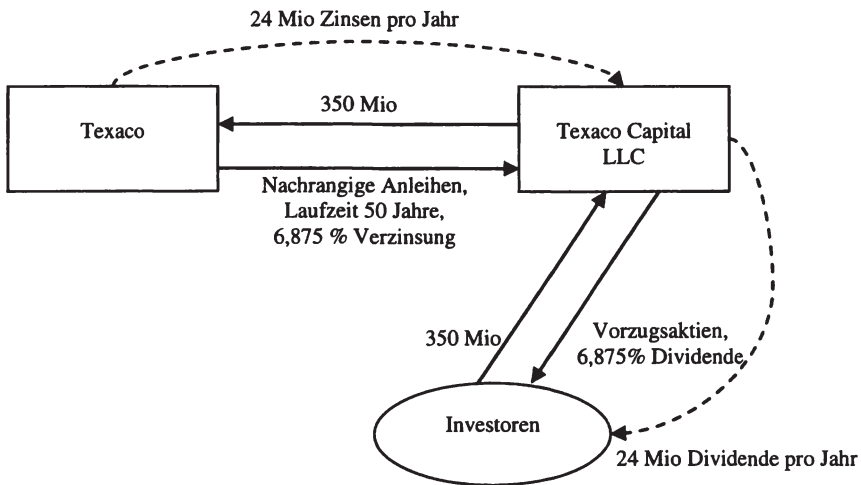 24 Mio Zinsen pro Jahr
350 Mio
Texaco
Texaco Capital
LLC
Nachrangige Anleihen,
Laufzeit 50 Jahre,
6,875 % Verzinsung
350 Mio
Vorzugsaktien,
6,875% Dividende
Investoren
24 Mio Dividende pro Jahr